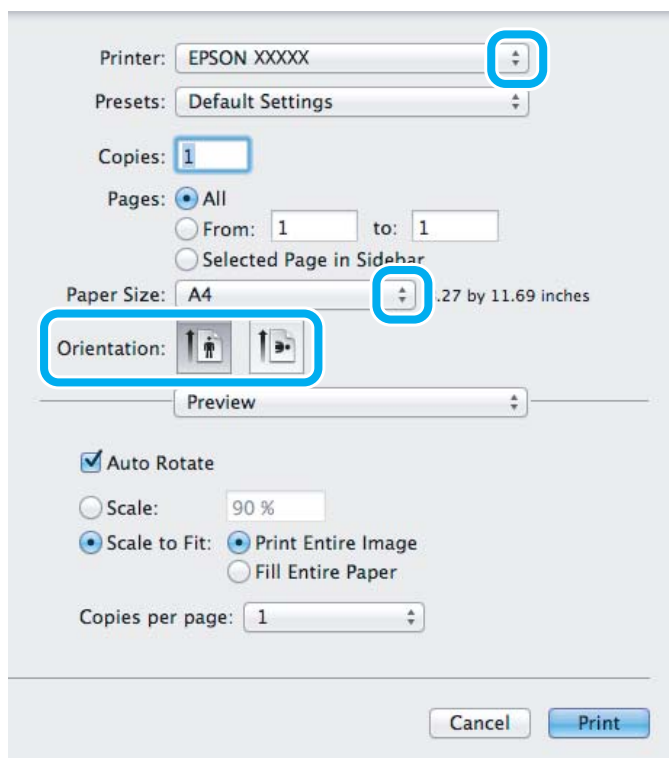 Printer: EPSON XXXXX
Presets: Default Settings
Copies: 1
Pages: All
From: 1 to: 1
Selected Page in Sidebar
Paper Size: A4 .27 by 11.69 inches
Orientation:
Preview
Auto Rotate
Scale: 90 %
Scale to Fit: Print Entire Image
Fill Entire Paper
Copies per page: 1
Cancel Print